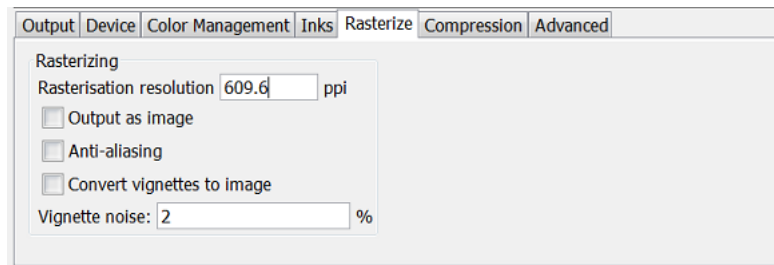 Output Device Color Management Inks Rasterize Compression Advanced
Rasterizing
Rasterisation resolution 609.6 ppi
Output as image
Anti-aliasing
Convert vignettes to image
Vignette noise: 2 %